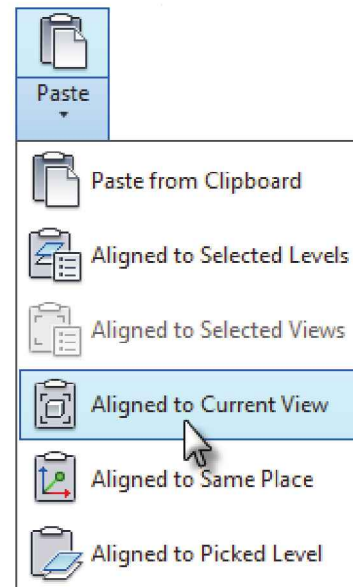 Paste
Paste from Clipboard
Aligned to Selected Levels
Aligned to Selected Views
Aligned to Current View
Aligned to Same Place
Aligned to Picked Level